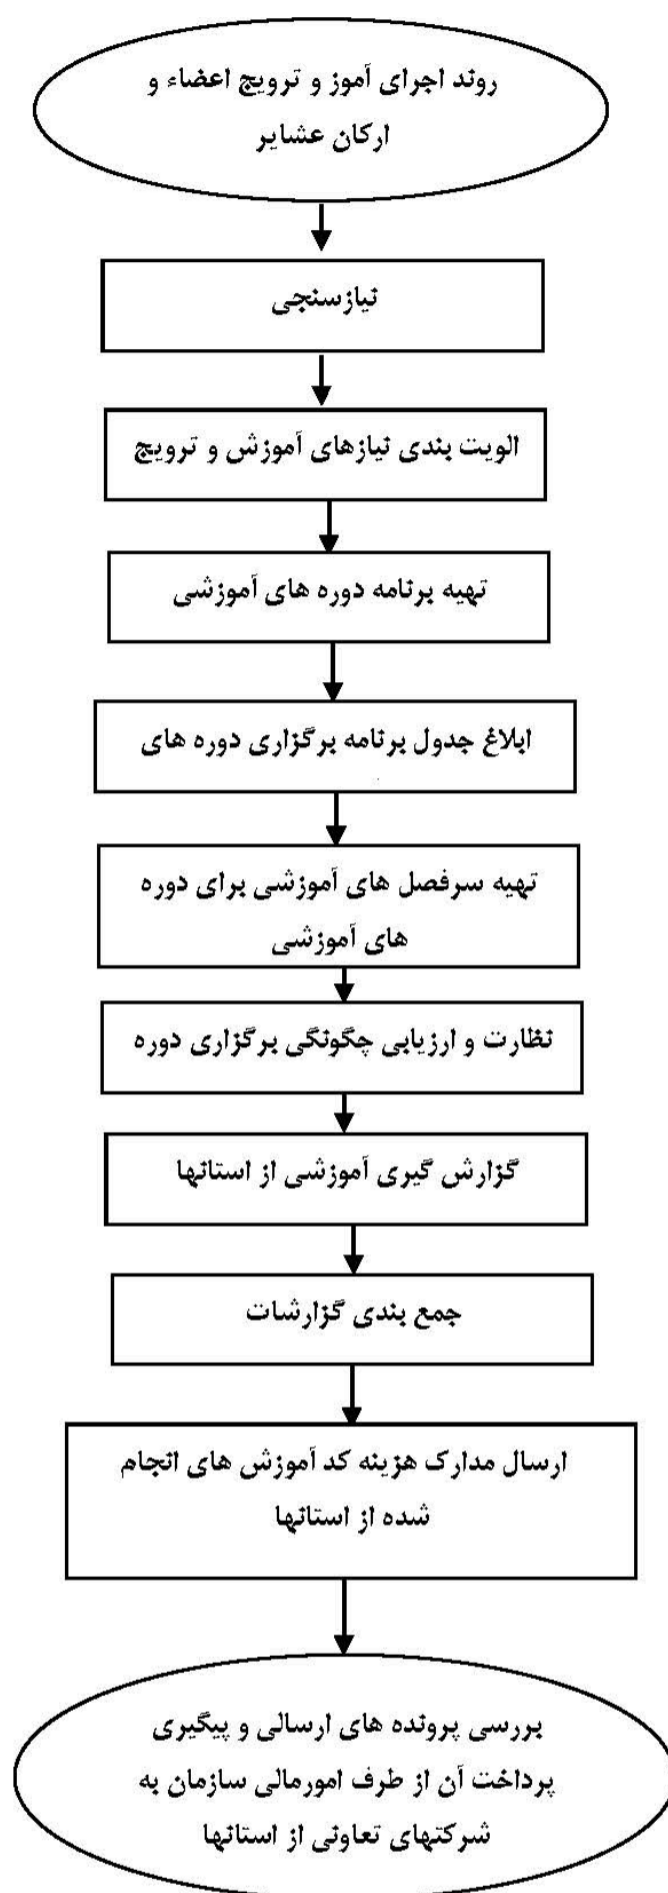 روند اجرای آموز و ترویج اعضاء و
ارکان عشایر
نیازسنجی
الویت بندی نیازهای آموزش و ترویج
تهیه برنامه دوره های آموزشی
ابلاغ جدول برنامه برگزاری دوره های
تهیه سرفصل های آموزشی برای دوره
های آموزشی
نظارت و ارزیابی چگونگی برگزاری دوره
گزارش گیری آموزشی از استانها
جمع بندی گزارشات
ارسال مدارک هزینه کد آموزش های انجام
شده از استانها
بررسی پرونده های ارسالی و پیگیری
پرداخت آن از طرف امورمالی سازمان به
شرکتهای تعاونی از استانها